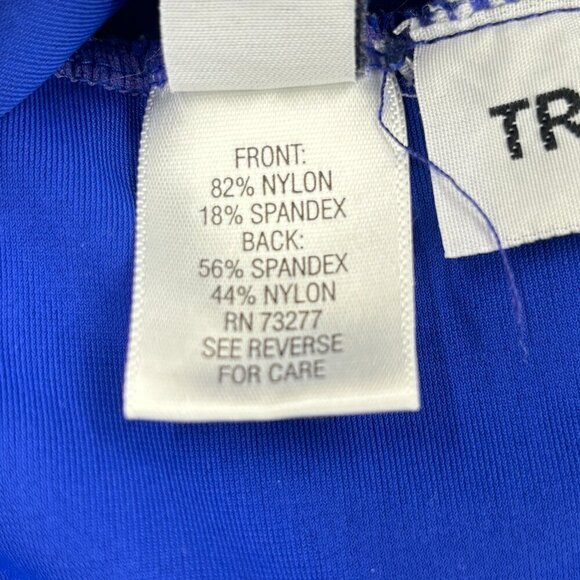 FRONT:
82% NYLON
18% SPANDEX
BACK:
56% SPANDEX
44% NYLON
RN 73277
SEE REVERSE
FOR CARE
TR